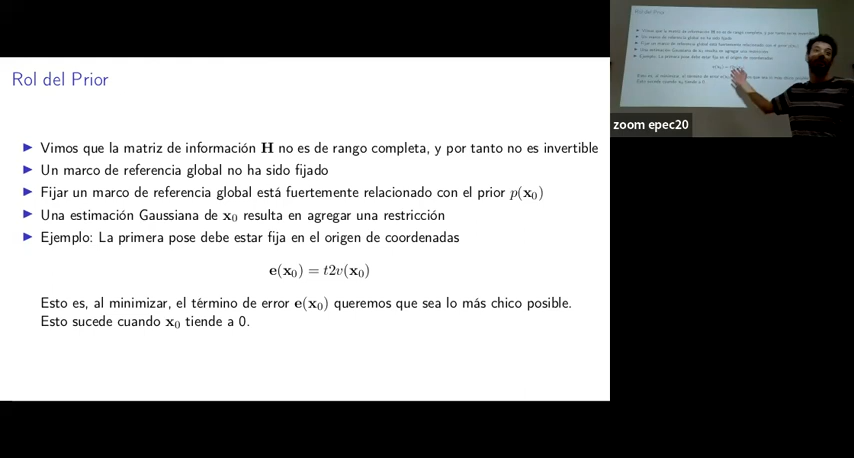 Rol del Prior
▶ Vimos que la matriz de información H no es de rango completa, y por tanto no es invertible
▶ Un marco de referencia global no ha sido fijado
▶ Fijar un marco de referencia global está fuertemente relacionado con el prior p(x₀)
▶ Una estimación Gaussiana de x₀ resulta en agregar una restricción
▶ Ejemplo: La primera pose debe estar fija en el origen de coordenadas
e(x₀) = t2v(x₀)
Esto es, al minimizar, el término de error e(x₀) queremos que sea lo más chico posible.
Esto sucede cuando x₀ tiende a 0.
zoom epec20